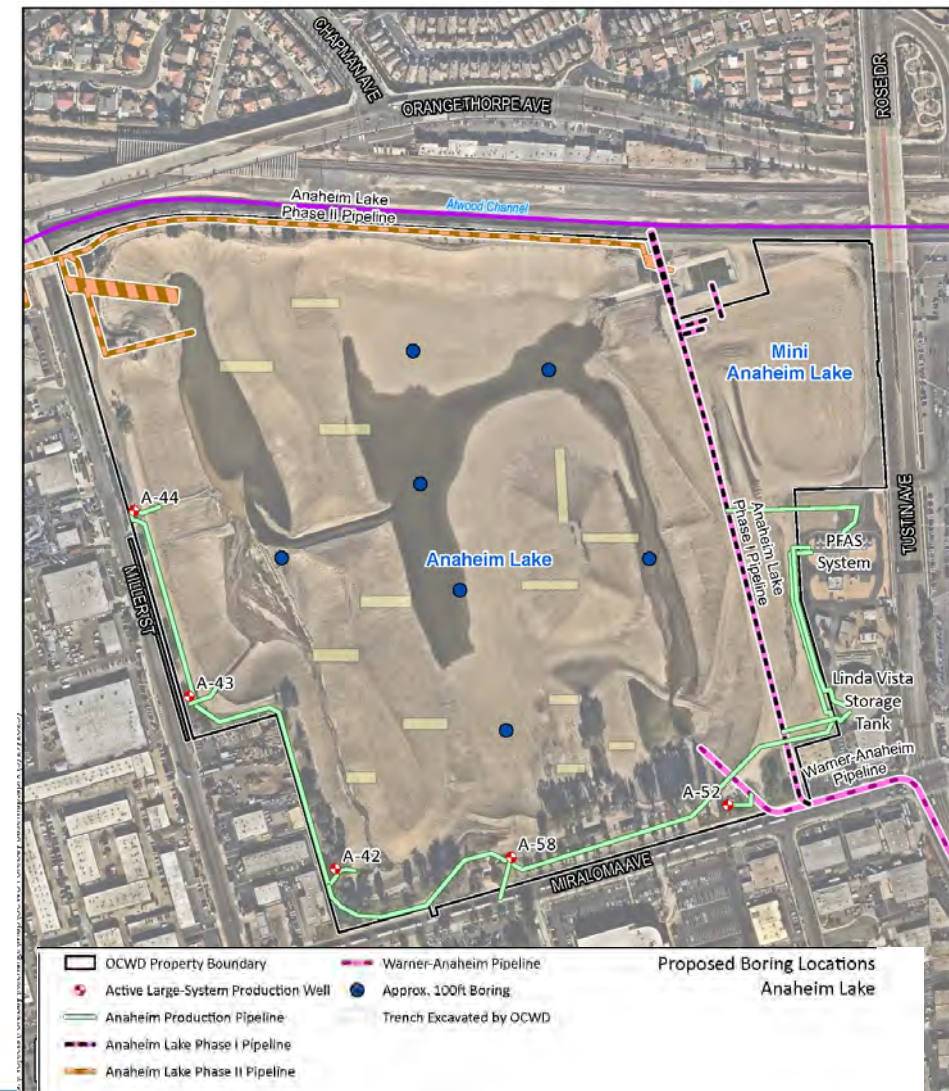 CHAPMAN AVE
ORANGETHORPE AVE
ROSE DR
Anaheim Lake
Phase II Pipeline
Atwood Channel
Mini
Anaheim Lake
A-44
Anaheim Lake
Phase I Pipeline
PFAS
System
TUSTIN AVE
Anaheim Lake
MILLER ST
A-43
Linda Vista
Storage
Tank
Warner-Anaheim
Pipeline
A-52
A-58
A-42
MIRALOMA AVE
OCWD Property Boundary
Active Large-System Production Well
Anaheim Production Pipeline
Anaheim Lake Phase I Pipeline
Anaheim Lake Phase II Pipeline
Warner-Anaheim Pipeline
Approx. 100ft Boring
Trench Excavated by OCWD
Proposed Boring Locations
Anaheim Lake